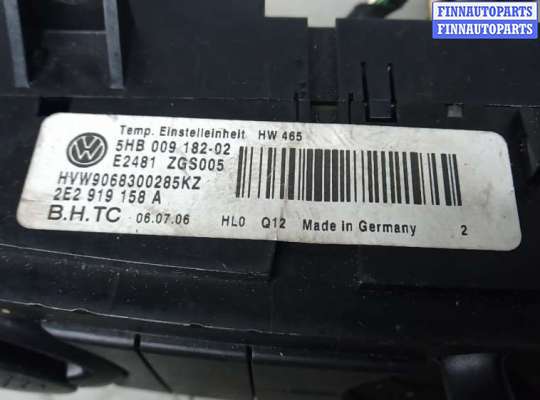 FINNAUTOPARTS
FINNAUTOPARTS
FINNAUTOPARTS
Temp. Einstelleinheit HW 465
5HB 009 182-02
E2481 ZGS005
HVW9068300285KZ
2E2 919 158 A
B.H.TC 06.07.06 HL0 Q12 Made in Germany 2